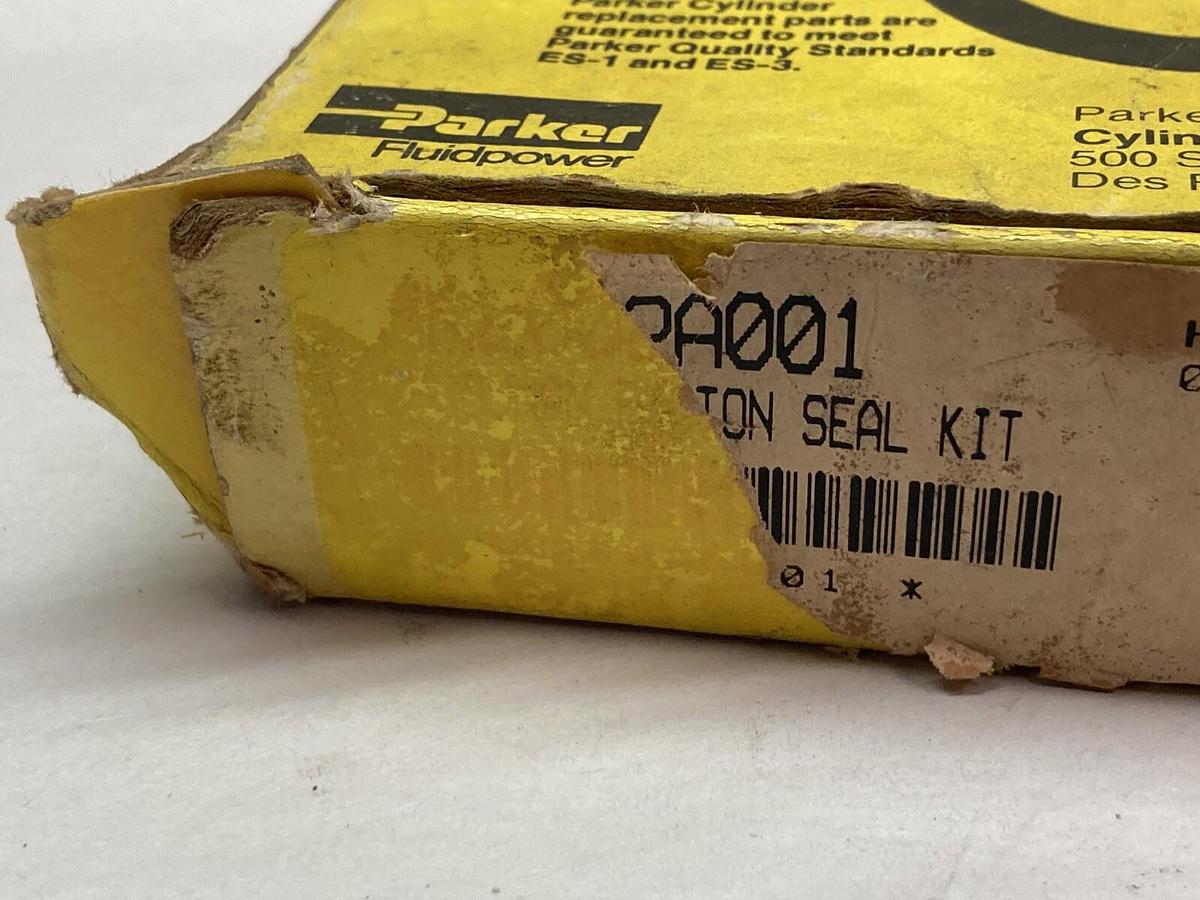 Parker Cylinder
replacement parts are
guaranteed to meet
Parker Quality Standards
ES-1 and ES-3.
Parker
Fluidpower
Parke
Cylin
500 S
Des
PA001
ION SEAL KIT
01 *